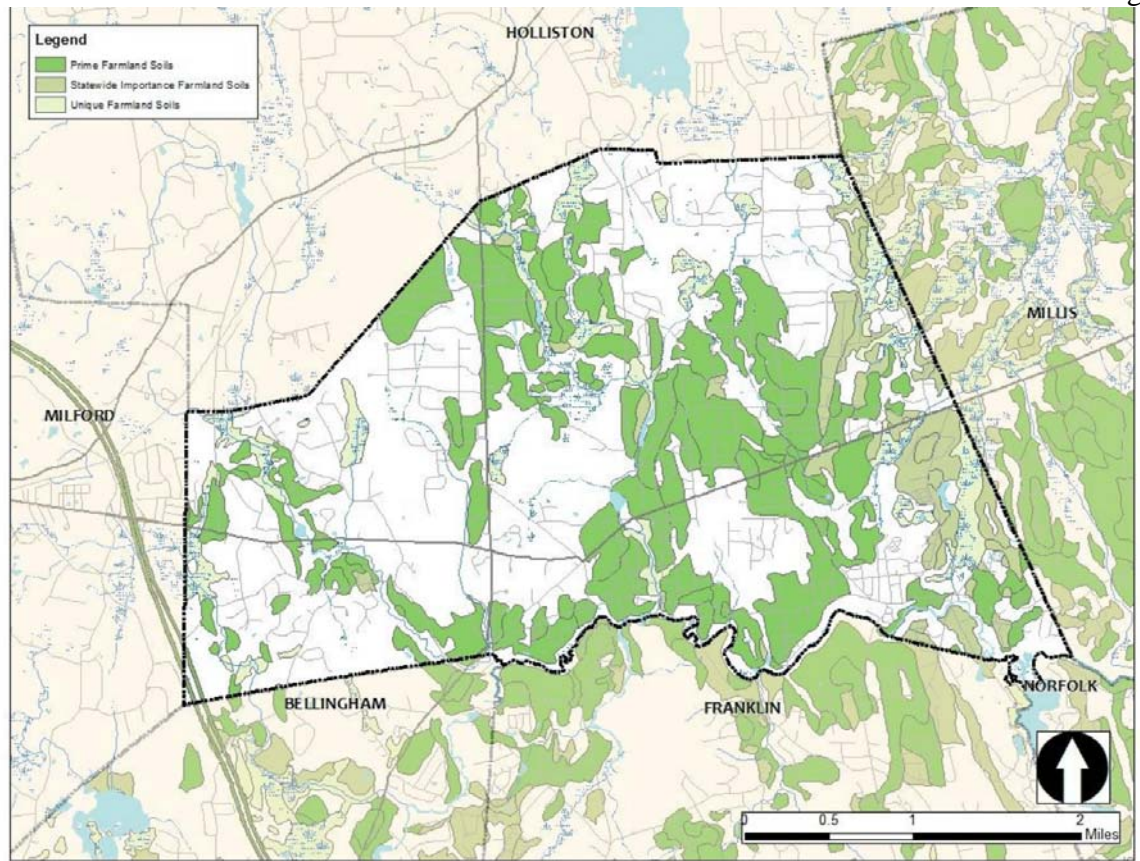 g
HOLLISTON
Legend
Prime Farmland Soils
Statewide Importance Farmland Soils
Unique Farmland Soils
MILLIS
MILFORD
BELLINGHAM
FRANKLIN
NORFOLK
0 0.5 1 2
Miles